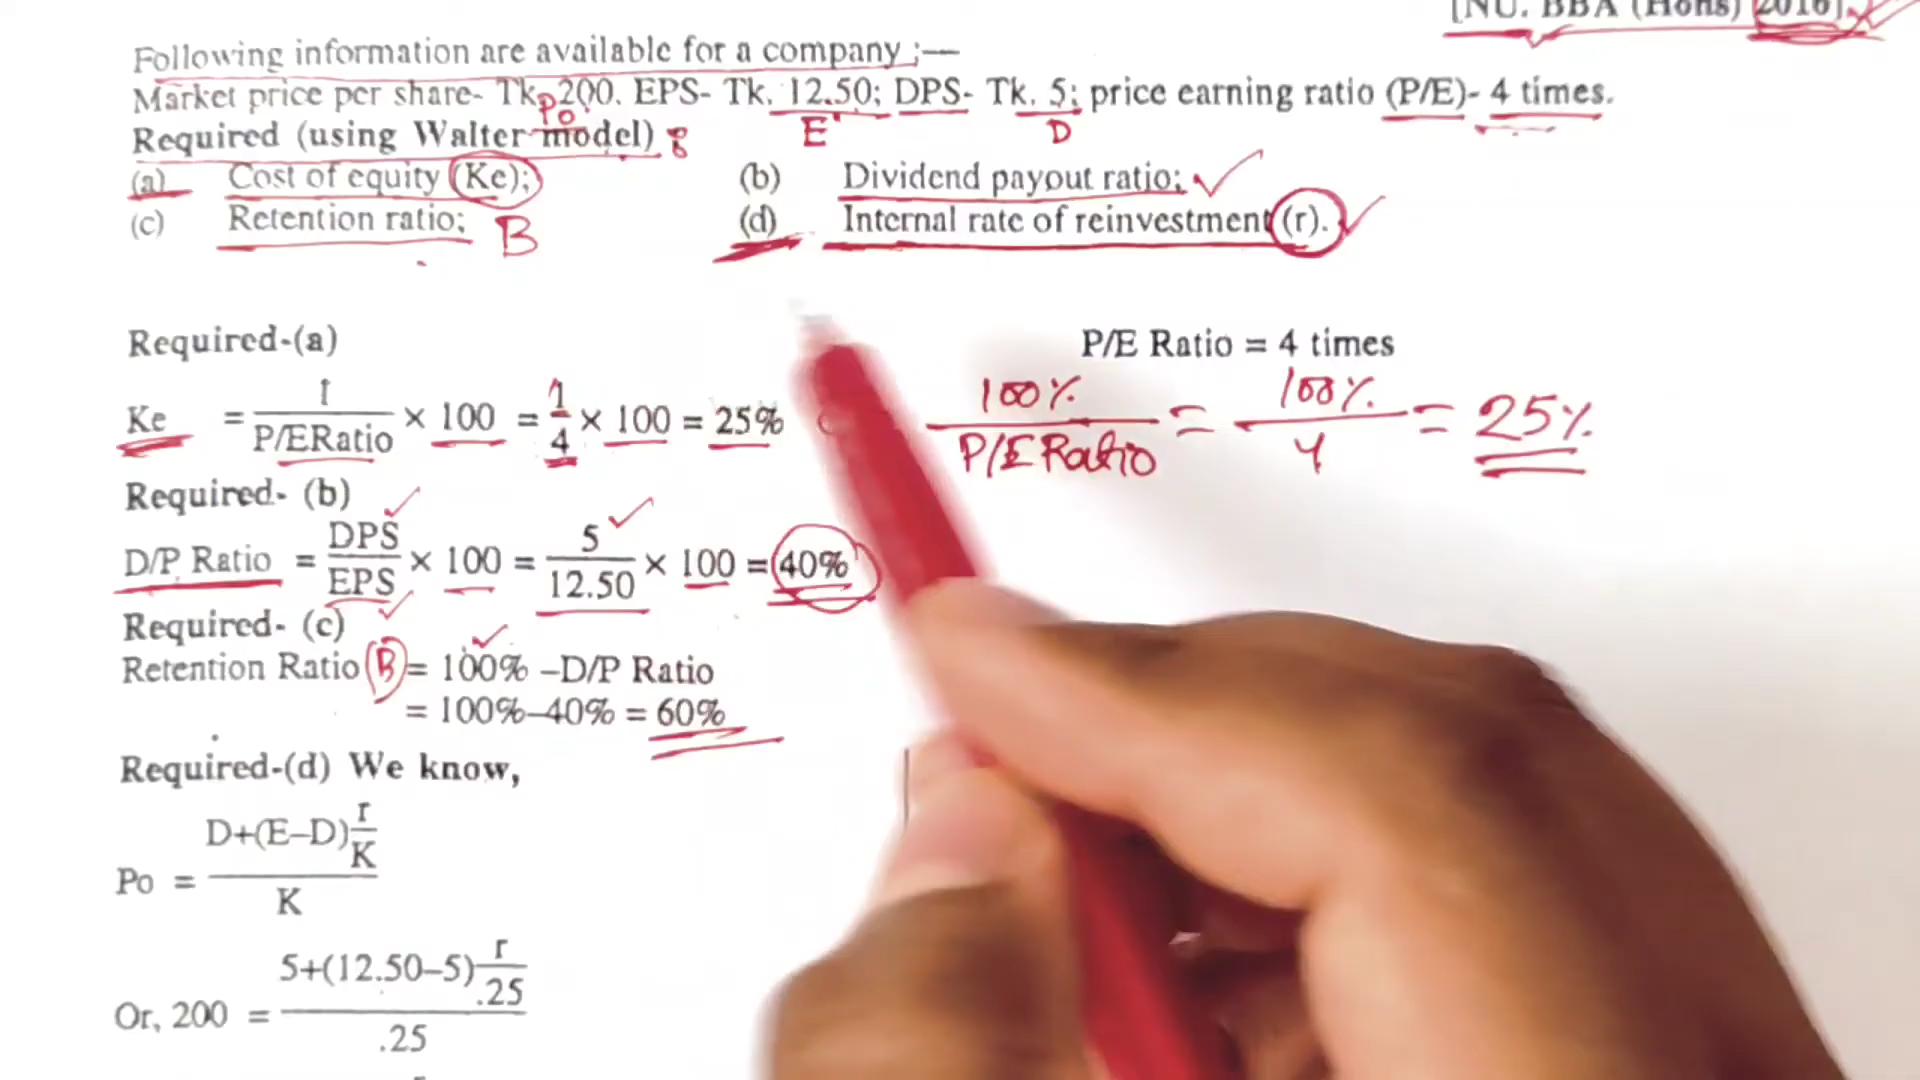 [NU. BBA (Hons) 2016].
Following information are available for a company ;—
Market price per share- Tk. 200. EPS- Tk. 12.50; DPS- Tk. 5; price earning ratio (P/E)- 4 times.
Po E D
Required (using Walter model) :
(a) Cost of equity (Ke); (b) Dividend payout ratio;
(c) Retention ratio; B (d) Internal rate of reinvestment (r).
Required-(a) P/E Ratio = 4 times
Ke = 1 / P/ERatio × 100 = 1 / 4 × 100 = 25% 100% / P/E Ratio = 100% / 4 = 25%
Required- (b)
D/P Ratio = DPS / EPS × 100 = 5 / 12.50 × 100 = 40%
Required- (c)
Retention Ratio (B) = 100% –D/P Ratio
= 100%–40% = 60%
Required-(d) We know,
Po = D+(E–D) r/K / K
Or, 200 = 5+(12.50–5) r/.25 / .25